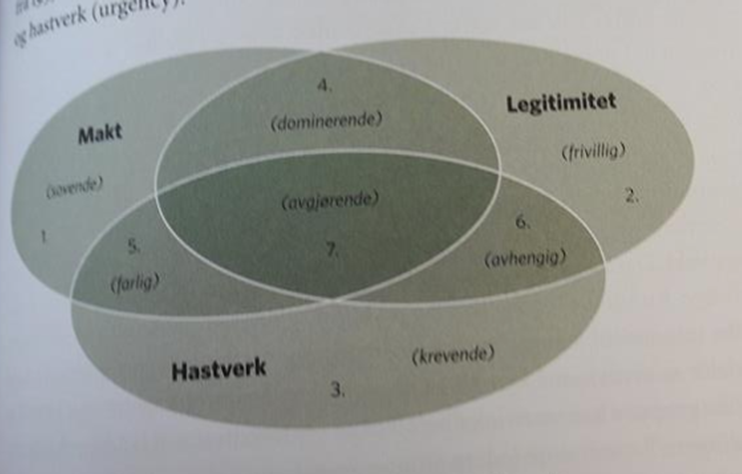 og hastverk (urgency).
4.
(dominerende)
Legitimitet
Makt
(frivillig)
(sovende)
2.
(avgjørende)
1
5.
7.
6.
(farlig)
(avhengig)
Hastverk
(krevende)
3.